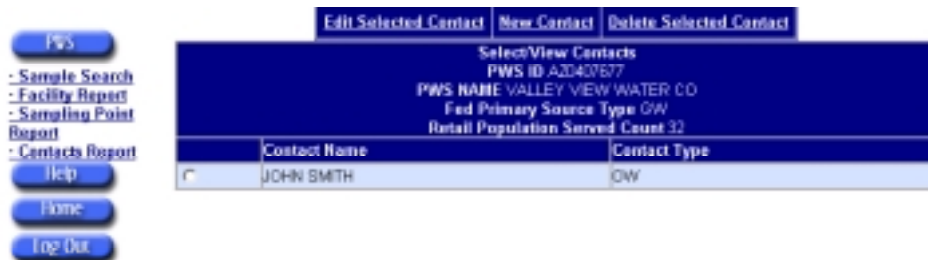 Edit Selected Contact New Contact Delete Selected Contact
PWS
· Sample Search
· Facility Report
· Sampling Point
Report
· Contacts Report
Help
Home
Log Out
Select/View Contacts
PWS ID AZ0407677
PWS NAME VALLEY VIEW WATER CO
Fed Primary Source Type GW
Retail Population Served Count 32
Contact Name Contact Type
JOHN SMITH OW